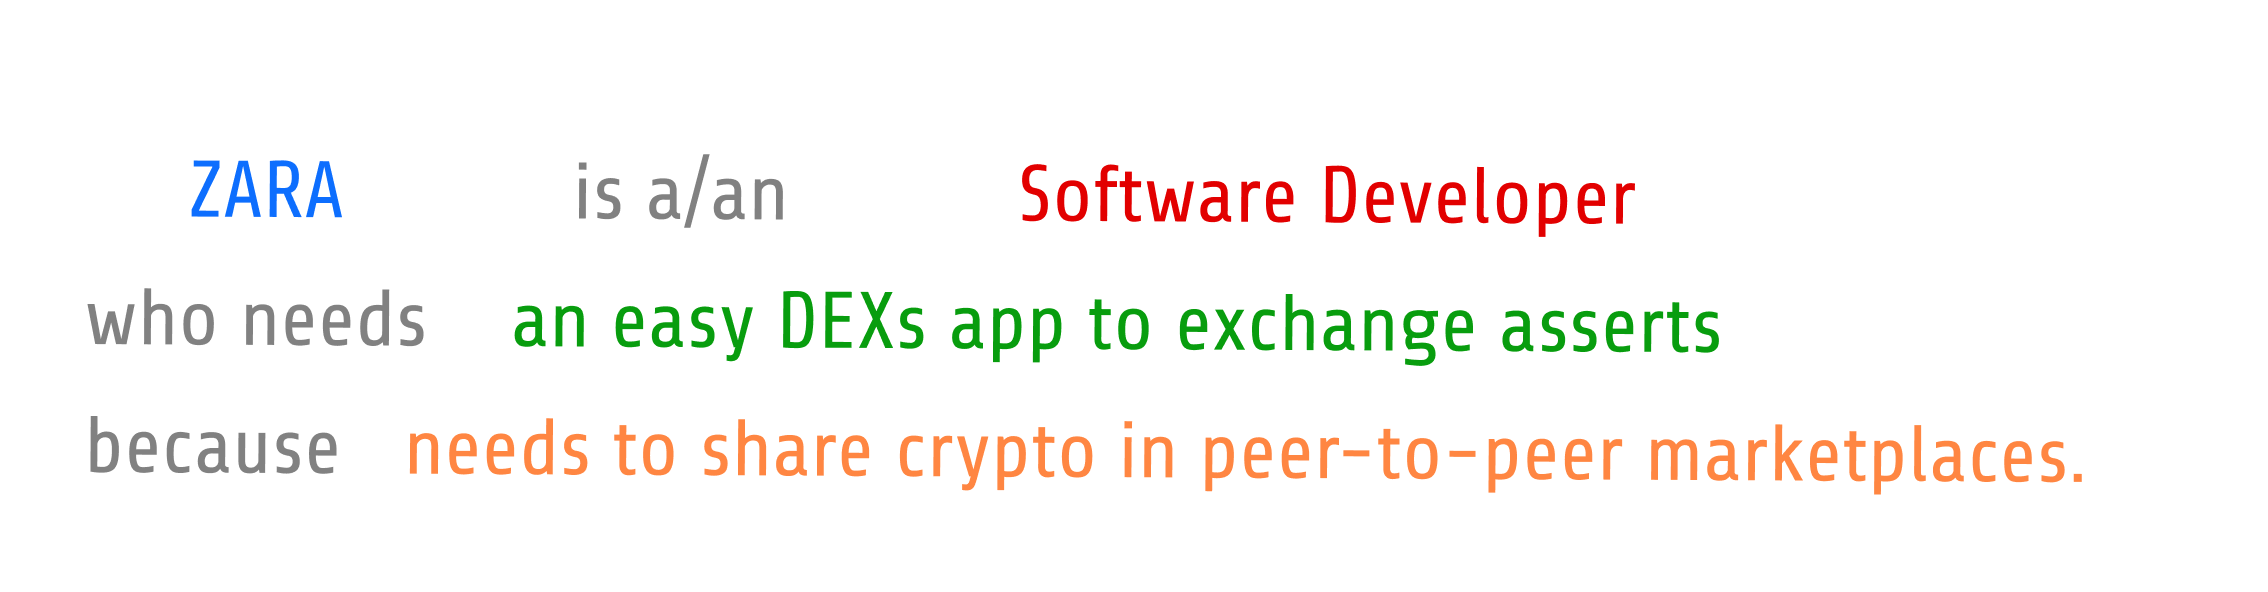 ZARA is a/an Software Developer
who needs an easy DEXs app to exchange asserts
because needs to share crypto in peer-to-peer marketplaces.